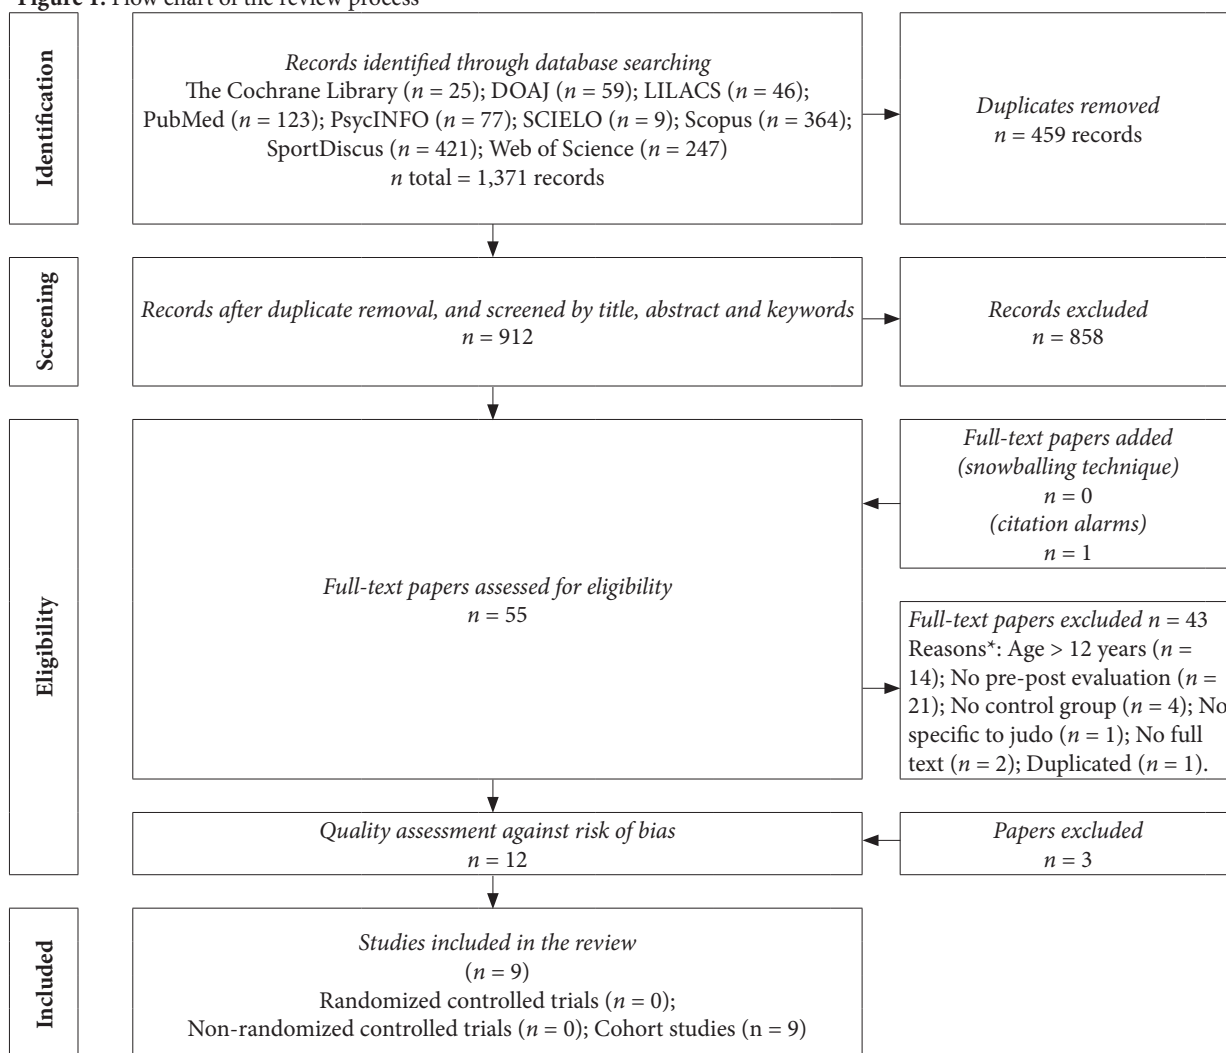 Figure 1. Flow chart of the review process
Identification
Records identified through database searching
The Cochrane Library (n = 25); DOAJ (n = 59); LILACS (n = 46);
PubMed (n = 123); PsycINFO (n = 77); SCIELO (n = 9); Scopus (n = 364);
SportDiscus (n = 421); Web of Science (n = 247)
n total = 1,371 records
Duplicates removed
n = 459 records
Screening
Records after duplicate removal, and screened by title, abstract and keywords
n = 912
Records excluded
n = 858
Eligibility
Full-text papers assessed for eligibility
n = 55
Full-text papers added
(snowballing technique)
n = 0
(citation alarms)
n = 1
Full-text papers excluded n = 43
Reasons*: Age > 12 years (n =
14); No pre-post evaluation (n =
21); No control group (n = 4); No
specific to judo (n = 1); No full
text (n = 2); Duplicated (n = 1).
Quality assessment against risk of bias
n = 12
Papers excluded
n = 3
Included
Studies included in the review
(n = 9)
Randomized controlled trials (n = 0);
Non-randomized controlled trials (n = 0); Cohort studies (n = 9)